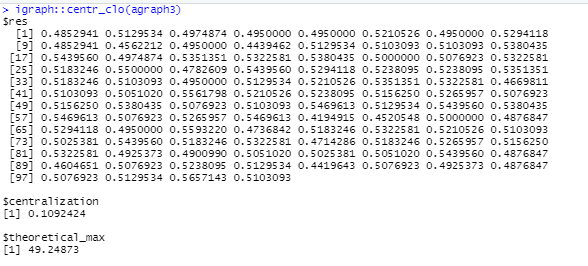 > igraph::centr_clo(agraph3)
$res
[1] 0.4852941 0.5129534 0.4974874 0.4950000 0.4950000 0.5210526 0.4950000 0.5294118
[9] 0.4852941 0.4562212 0.4950000 0.4439462 0.5129534 0.5103093 0.5103093 0.5380435
[17] 0.5439560 0.4974874 0.5351351 0.5322581 0.5380435 0.5000000 0.5076923 0.5322581
[25] 0.5183246 0.5500000 0.4782609 0.5439560 0.5294118 0.5238095 0.5238095 0.5351351
[33] 0.5183246 0.5103093 0.4950000 0.5129534 0.5210526 0.5351351 0.5322581 0.4669811
[41] 0.5103093 0.5051020 0.5561798 0.5210526 0.5238095 0.5156250 0.5265957 0.5076923
[49] 0.5156250 0.5380435 0.5076923 0.5103093 0.5469613 0.5129534 0.5439560 0.5380435
[57] 0.5469613 0.5076923 0.5265957 0.5469613 0.4194915 0.4520548 0.5000000 0.4876847
[65] 0.5294118 0.4950000 0.5593220 0.4736842 0.5183246 0.5322581 0.5210526 0.5103093
[73] 0.5025381 0.5439560 0.5183246 0.5322581 0.4714286 0.5183246 0.5265957 0.5156250
[81] 0.5322581 0.4925373 0.4900990 0.5051020 0.5025381 0.5051020 0.5439560 0.4876847
[89] 0.4604651 0.5076923 0.5238095 0.5129534 0.4419643 0.5076923 0.4925373 0.4876847
[97] 0.5076923 0.5129534 0.5657143 0.5103093
$centralization
[1] 0.1092424
$theoretical_max
[1] 49.24873